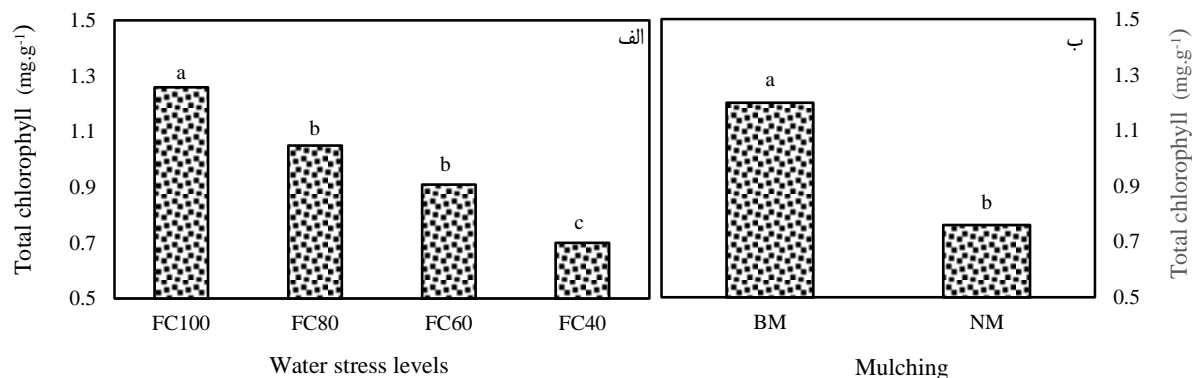 Total chlorophyll (mg.g⁻¹)
1.5
1.3
1.1
0.9
0.7
0.5
الف
a
b
b
c
FC100 FC80 FC60 FC40
Water stress levels
ب
a
b
BM NM
Mulching
1.5
1.3
1.1
0.9
0.7
0.5
Total chlorophyll (mg.g⁻¹)